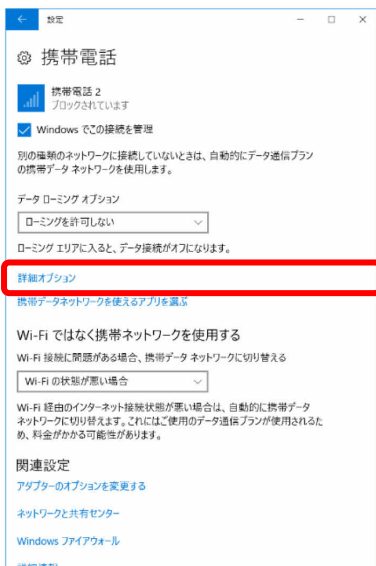 設定
携帯電話
携帯電話 2
ブロックされています
Windows でこの接続を管理
別の種類のネットワークに接続していないときは、自動的にデータ通信プラン
の携帯データ ネットワークを使用します。
データ ローミング オプション
ローミングを許可しない
ローミング エリアに入ると、データ接続がオフになります。
詳細オプション
携帯データネットワークを使えるアプリを選ぶ
Wi-Fi ではなく携帯ネットワークを使用する
Wi-Fi 接続に問題がある場合、携帯データ ネットワークに切り替える
Wi-Fi の状態が悪い場合
Wi-Fi 経由のインターネット接続状態が悪い場合は、自動的に携帯データ
ネットワークに切り替えます。これにはご使用のデータ通信プランが使用されるた
め、料金がかかる可能性があります。
関連設定
アダプターのオプションを変更する
ネットワークと共有センター
Windows ファイアウォール